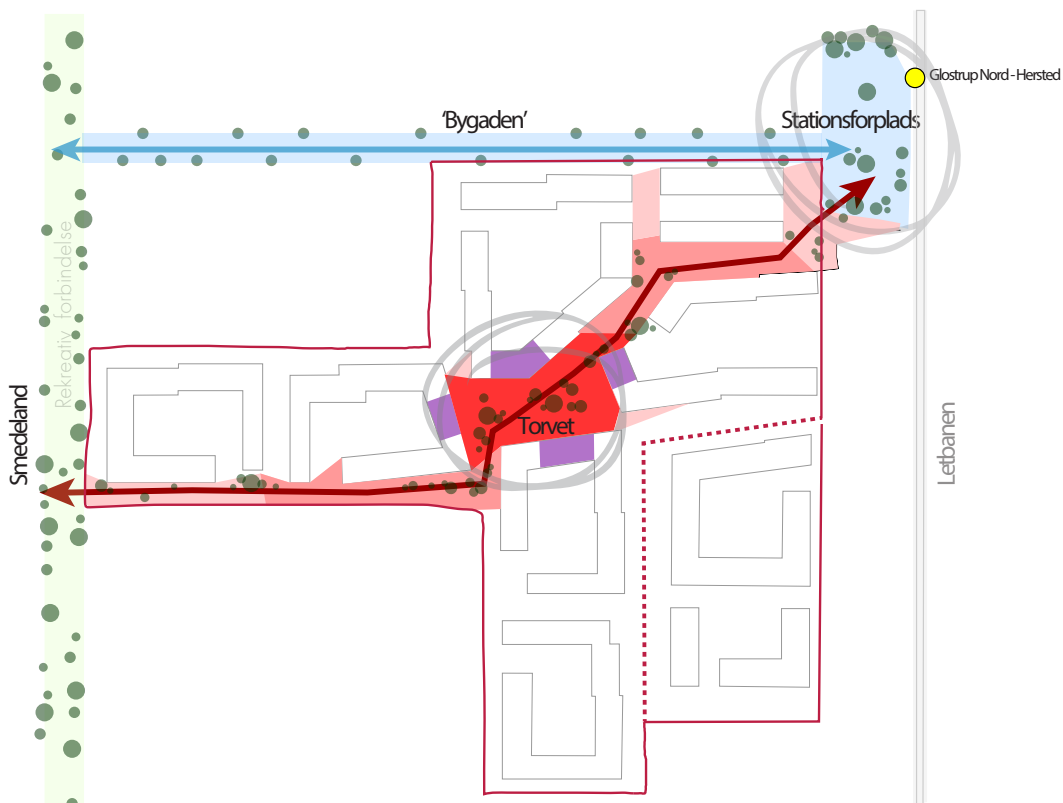 Glostrup Nord - Hersted
'Bygaden'
Stationsforplads
Rekreativ forbindelse
Smedeland
Torvet
Letbanen